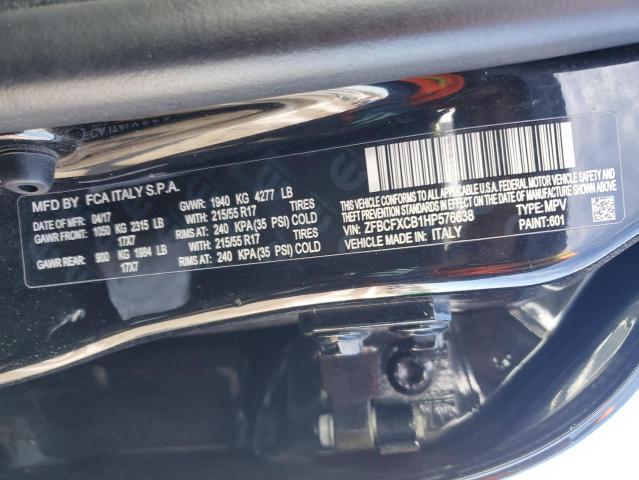 MFD BY FCA ITALY S.P.A.
DATE OF MFR: 04/17 GVWR: 1940 KG 4277 LB
GAWR FRONT: 1050 KG 2315 LB WITH: 215/55 R17 TIRES
17X7 RIMS AT: 240 KPA(35 PSI) COLD
GAWR REAR: 900 KG 1984 LB WITH: 215/55 R17 TIRES
17X7 RIMS AT: 240 KPA(35 PSI) COLD
THIS VEHICLE CONFORMS TO ALL APPLICABLE U.S. FEDERAL MOTOR
VEHICLE SAFETY, BUMPER, AND THEFT
PREVENTION STANDARDS IN EFFECT ON THE DATE OF MANUFACTURE SHOWN ABOVE.
VIN: ZFBCFXCB1HP576638 TYPE: MPV
VEHICLE MADE IN: ITALY PAINT: 601